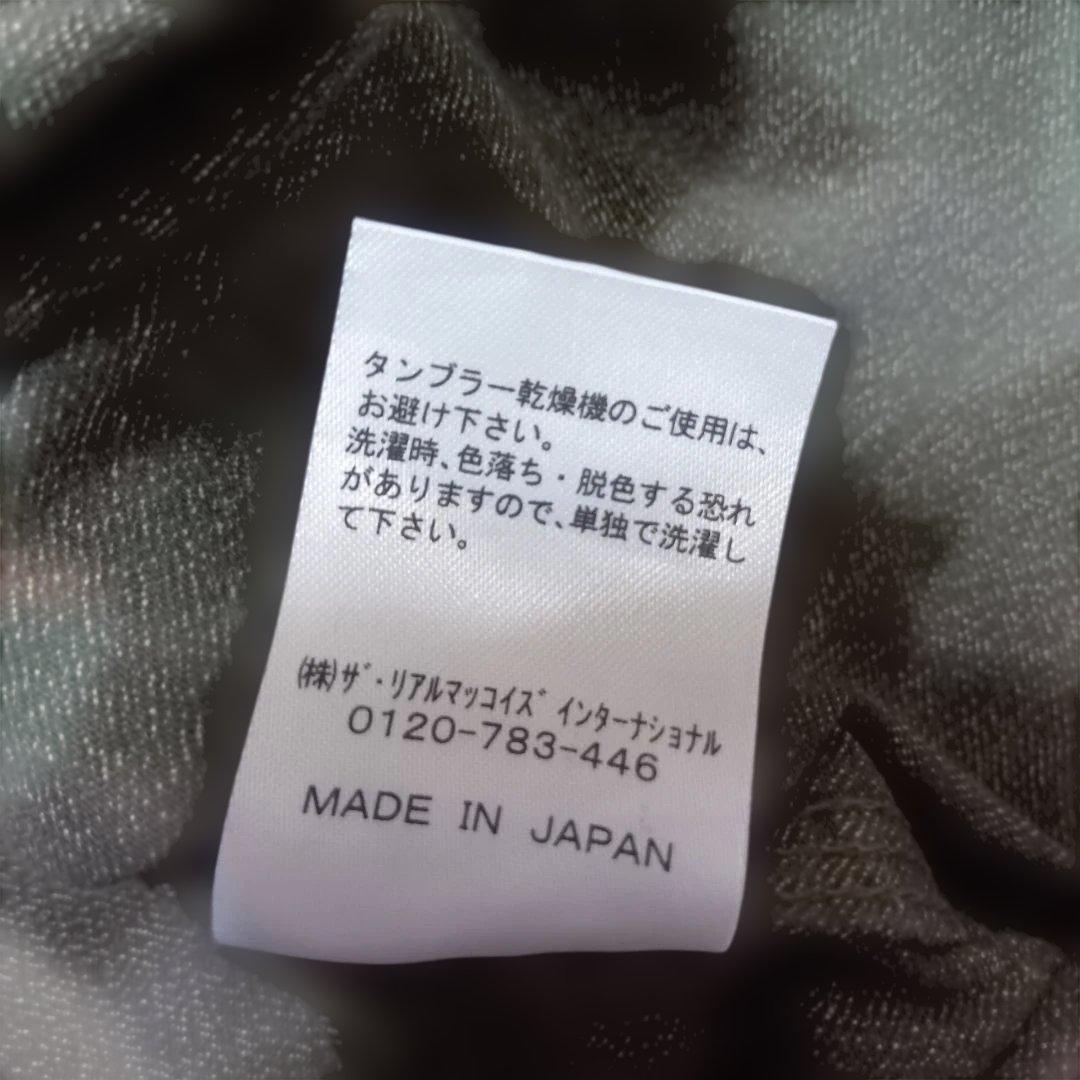 タンブラー乾燥機のご使用は、
お避け下さい。
洗濯時、色落ち・脱色する恐れ
がありますので、単独で洗濯し
て下さい。
㈱ｻﾞ・ﾘｱﾙﾏｯｺｲｽﾞ ｲﾝﾀｰﾅｼｮﾅﾙ
0120-783-446
MADE IN JAPAN